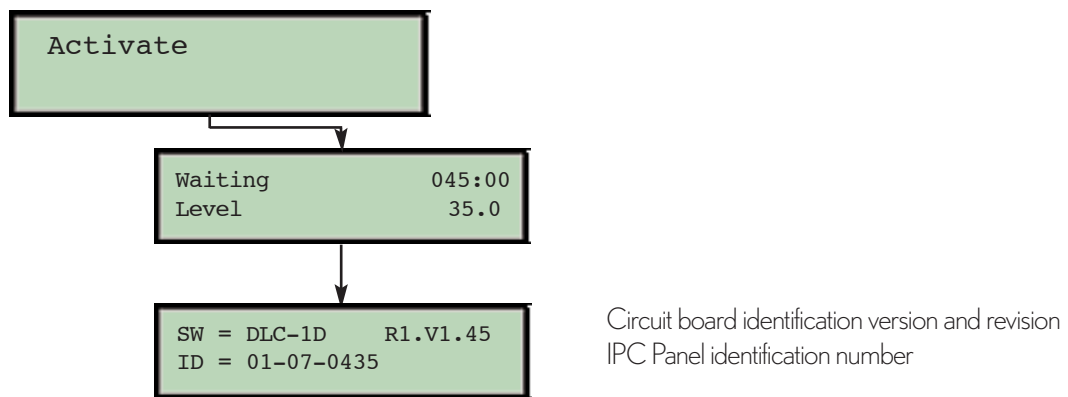 Activate
Waiting 045:00
Level 35.0
SW = DLC-1D R1.V1.45
ID = 01-07-0435
Circuit board identification version and revision
IPC Panel identification number